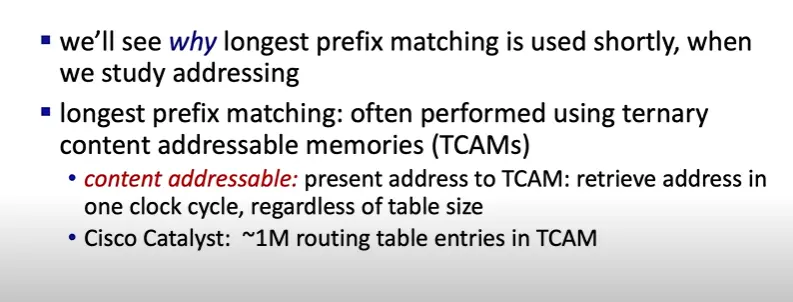 ▪ we’ll see why longest prefix matching is used shortly, when
we study addressing
▪ longest prefix matching: often performed using ternary
content addressable memories (TCAMs)
• content addressable: present address to TCAM: retrieve address in
one clock cycle, regardless of table size
• Cisco Catalyst: ~1M routing table entries in TCAM